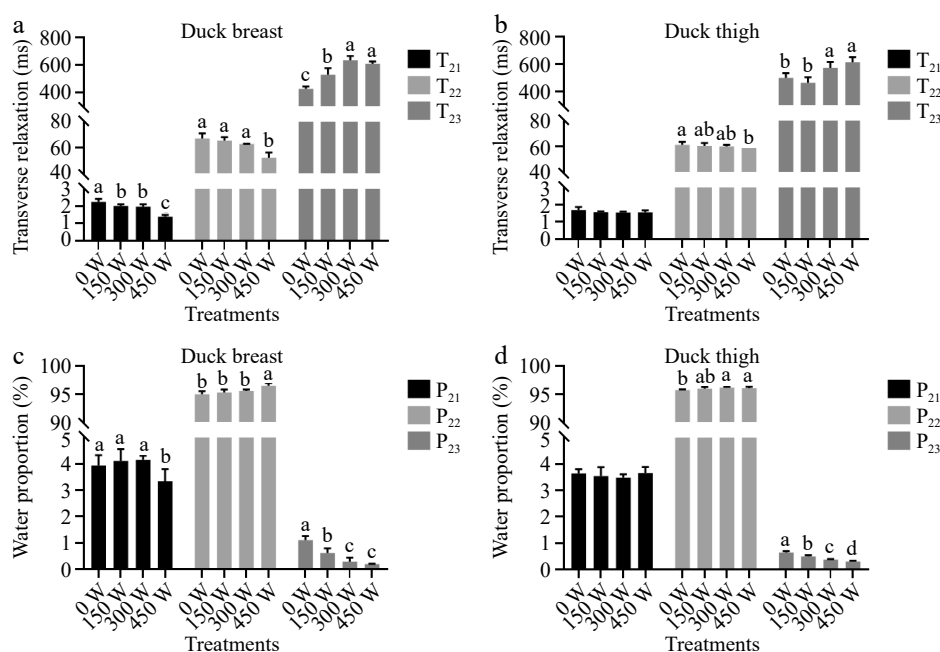 a
Duck breast
Transverse relaxation (ms)
800
600
400
80
60
40
3
2
1
0
a
b
b
c
a
a
a
b
c
b
a
a
T21
T22
T23
0 W
150 W
300 W
450 W
0 W
150 W
300 W
450 W
0 W
150 W
300 W
450 W
Treatments
b
Duck thigh
Transverse relaxation (ms)
800
600
400
80
60
40
3
2
1
0
a
ab
ab
b
b
b
a
a
T21
T22
T23
0 W
150 W
300 W
450 W
0 W
150 W
300 W
450 W
0 W
150 W
300 W
450 W
Treatments
c
Duck breast
Water proportion (%)
100
95
90
5
4
3
2
1
0
a
a
a
b
b
b
b
a
a
b
c
c
P21
P22
P23
0 W
150 W
300 W
450 W
0 W
150 W
300 W
450 W
0 W
150 W
300 W
450 W
Treatments
d
Duck thigh
Water proportion (%)
100
95
90
5
4
3
2
1
0
b
ab
a
a
a
b
c
d
P21
P22
P23
0 W
150 W
300 W
450 W
0 W
150 W
300 W
450 W
0 W
150 W
300 W
450 W
Treatments